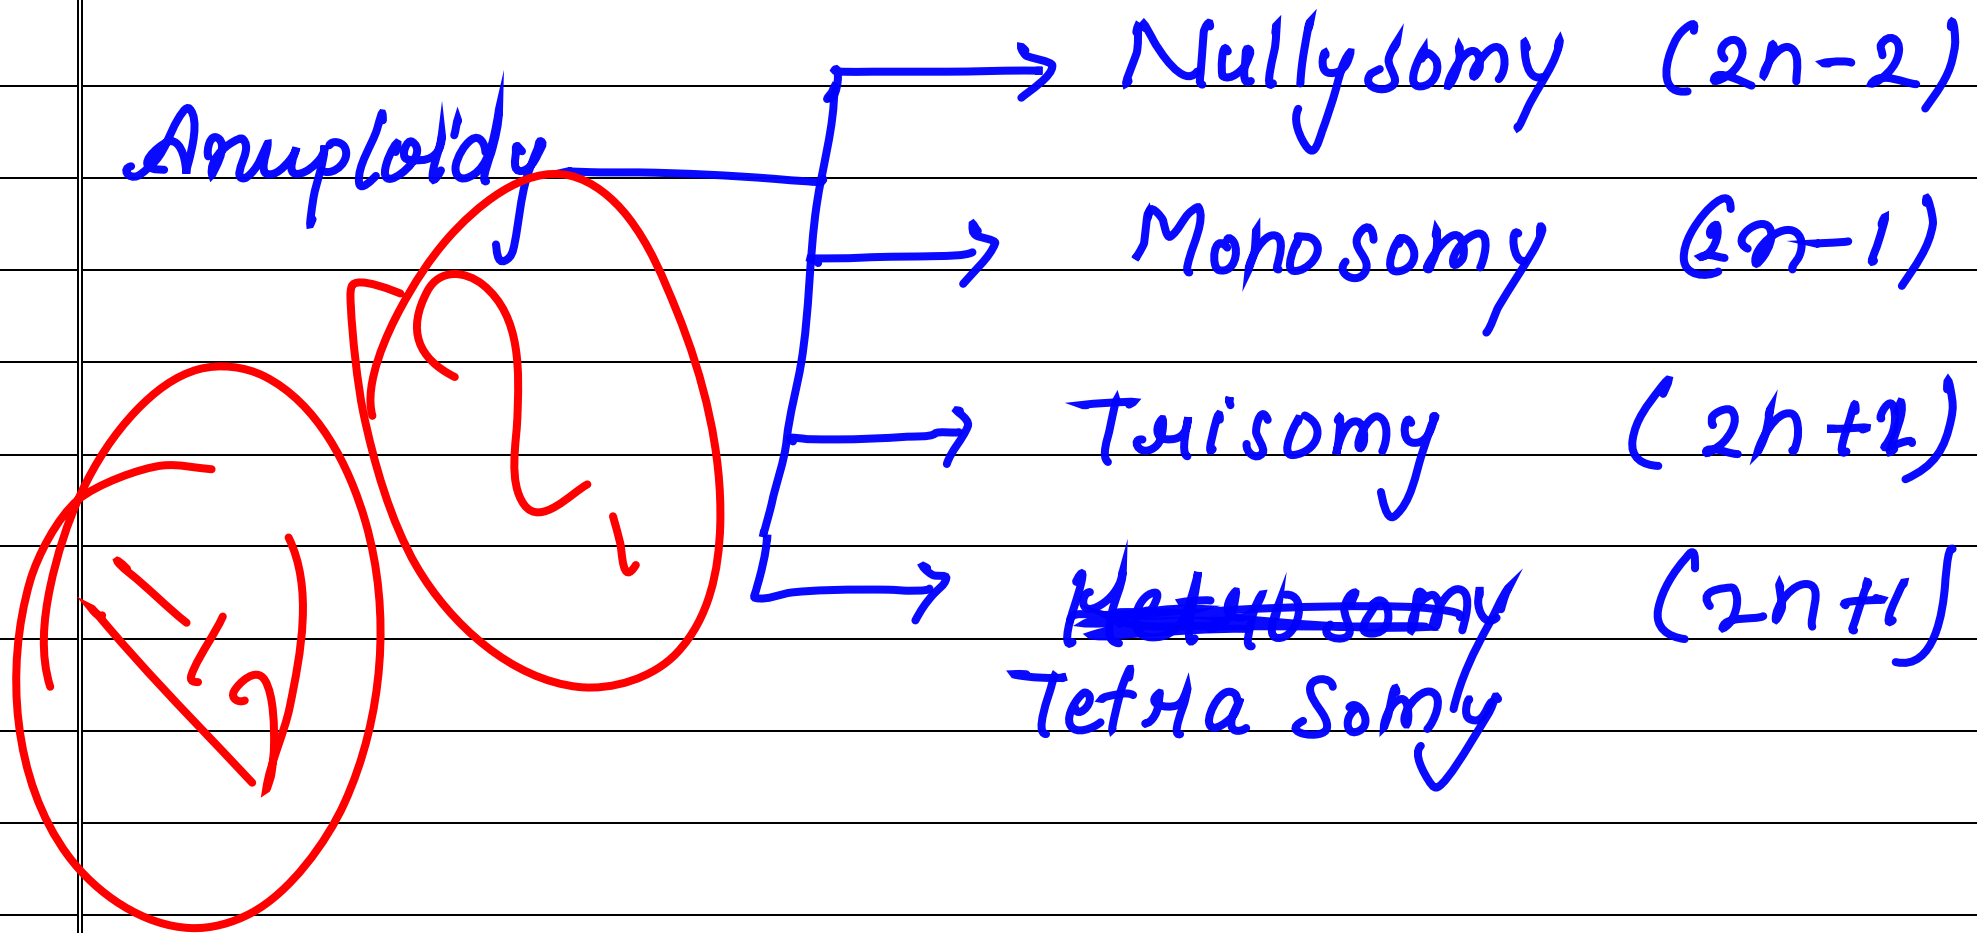 Nullysomy (2n-2)
Anuploidy
Monosomy (2n-1)
Trisomy (2n+2)
(2n+1)
Tetra somy